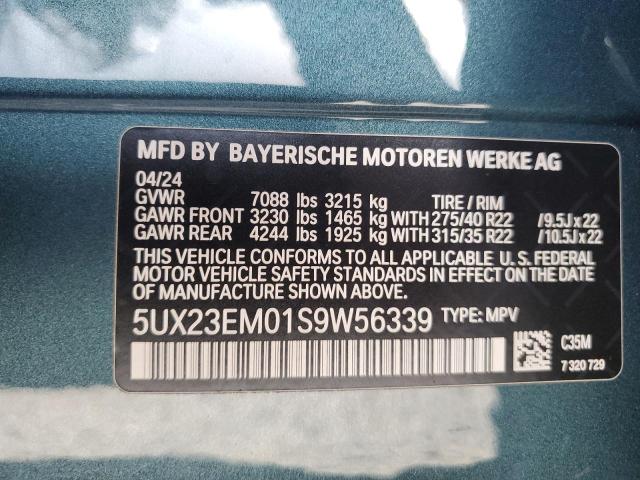 MFD BY BAYERISCHE MOTOREN WERKE AG
04/24
GVWR 7088 lbs 3215 kg TIRE / RIM
GAWR FRONT 3230 lbs 1465 kg WITH 275/40 R22 /9.5J x 22
GAWR REAR 4244 lbs 1925 kg WITH 315/35 R22 /10.5J x 22
THIS VEHICLE CONFORMS TO ALL APPLICABLE U. S. FEDERAL
MOTOR VEHICLE SAFETY STANDARDS IN EFFECT ON THE DATE OF
MANUFACTURE SHOWN ABOVE.
5UX23EM01S9W56339 TYPE: MPV
C35M
7 320 729